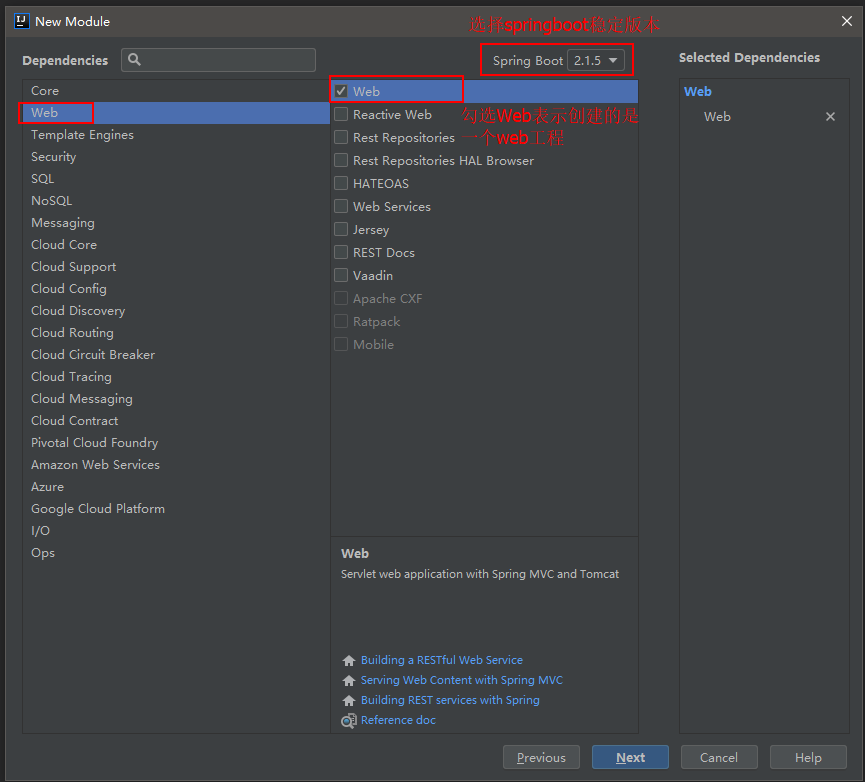 New Module
选择springboot稳定版本
Dependencies
Spring Boot 2.1.5
Selected Dependencies
Core
Web
Template Engines
Security
SQL
NoSQL
Messaging
Cloud Core
Cloud Support
Cloud Config
Cloud Discovery
Cloud Routing
Cloud Circuit Breaker
Cloud Tracing
Cloud Messaging
Cloud Contract
Pivotal Cloud Foundry
Amazon Web Services
Azure
Google Cloud Platform
I/O
Ops
Web
Reactive Web
Rest Repositories
Rest Repositories HAL Browser
HATEOAS
Web Services
Jersey
REST Docs
Vaadin
Apache CXF
Ratpack
Mobile
勾选Web表示创建的是
一个web工程
Web
Servlet web application with Spring MVC and Tomcat
Building a RESTful Web Service
Serving Web Content with Spring MVC
Building REST services with Spring
Reference doc
Web
Web
Previous
Next
Cancel
Help